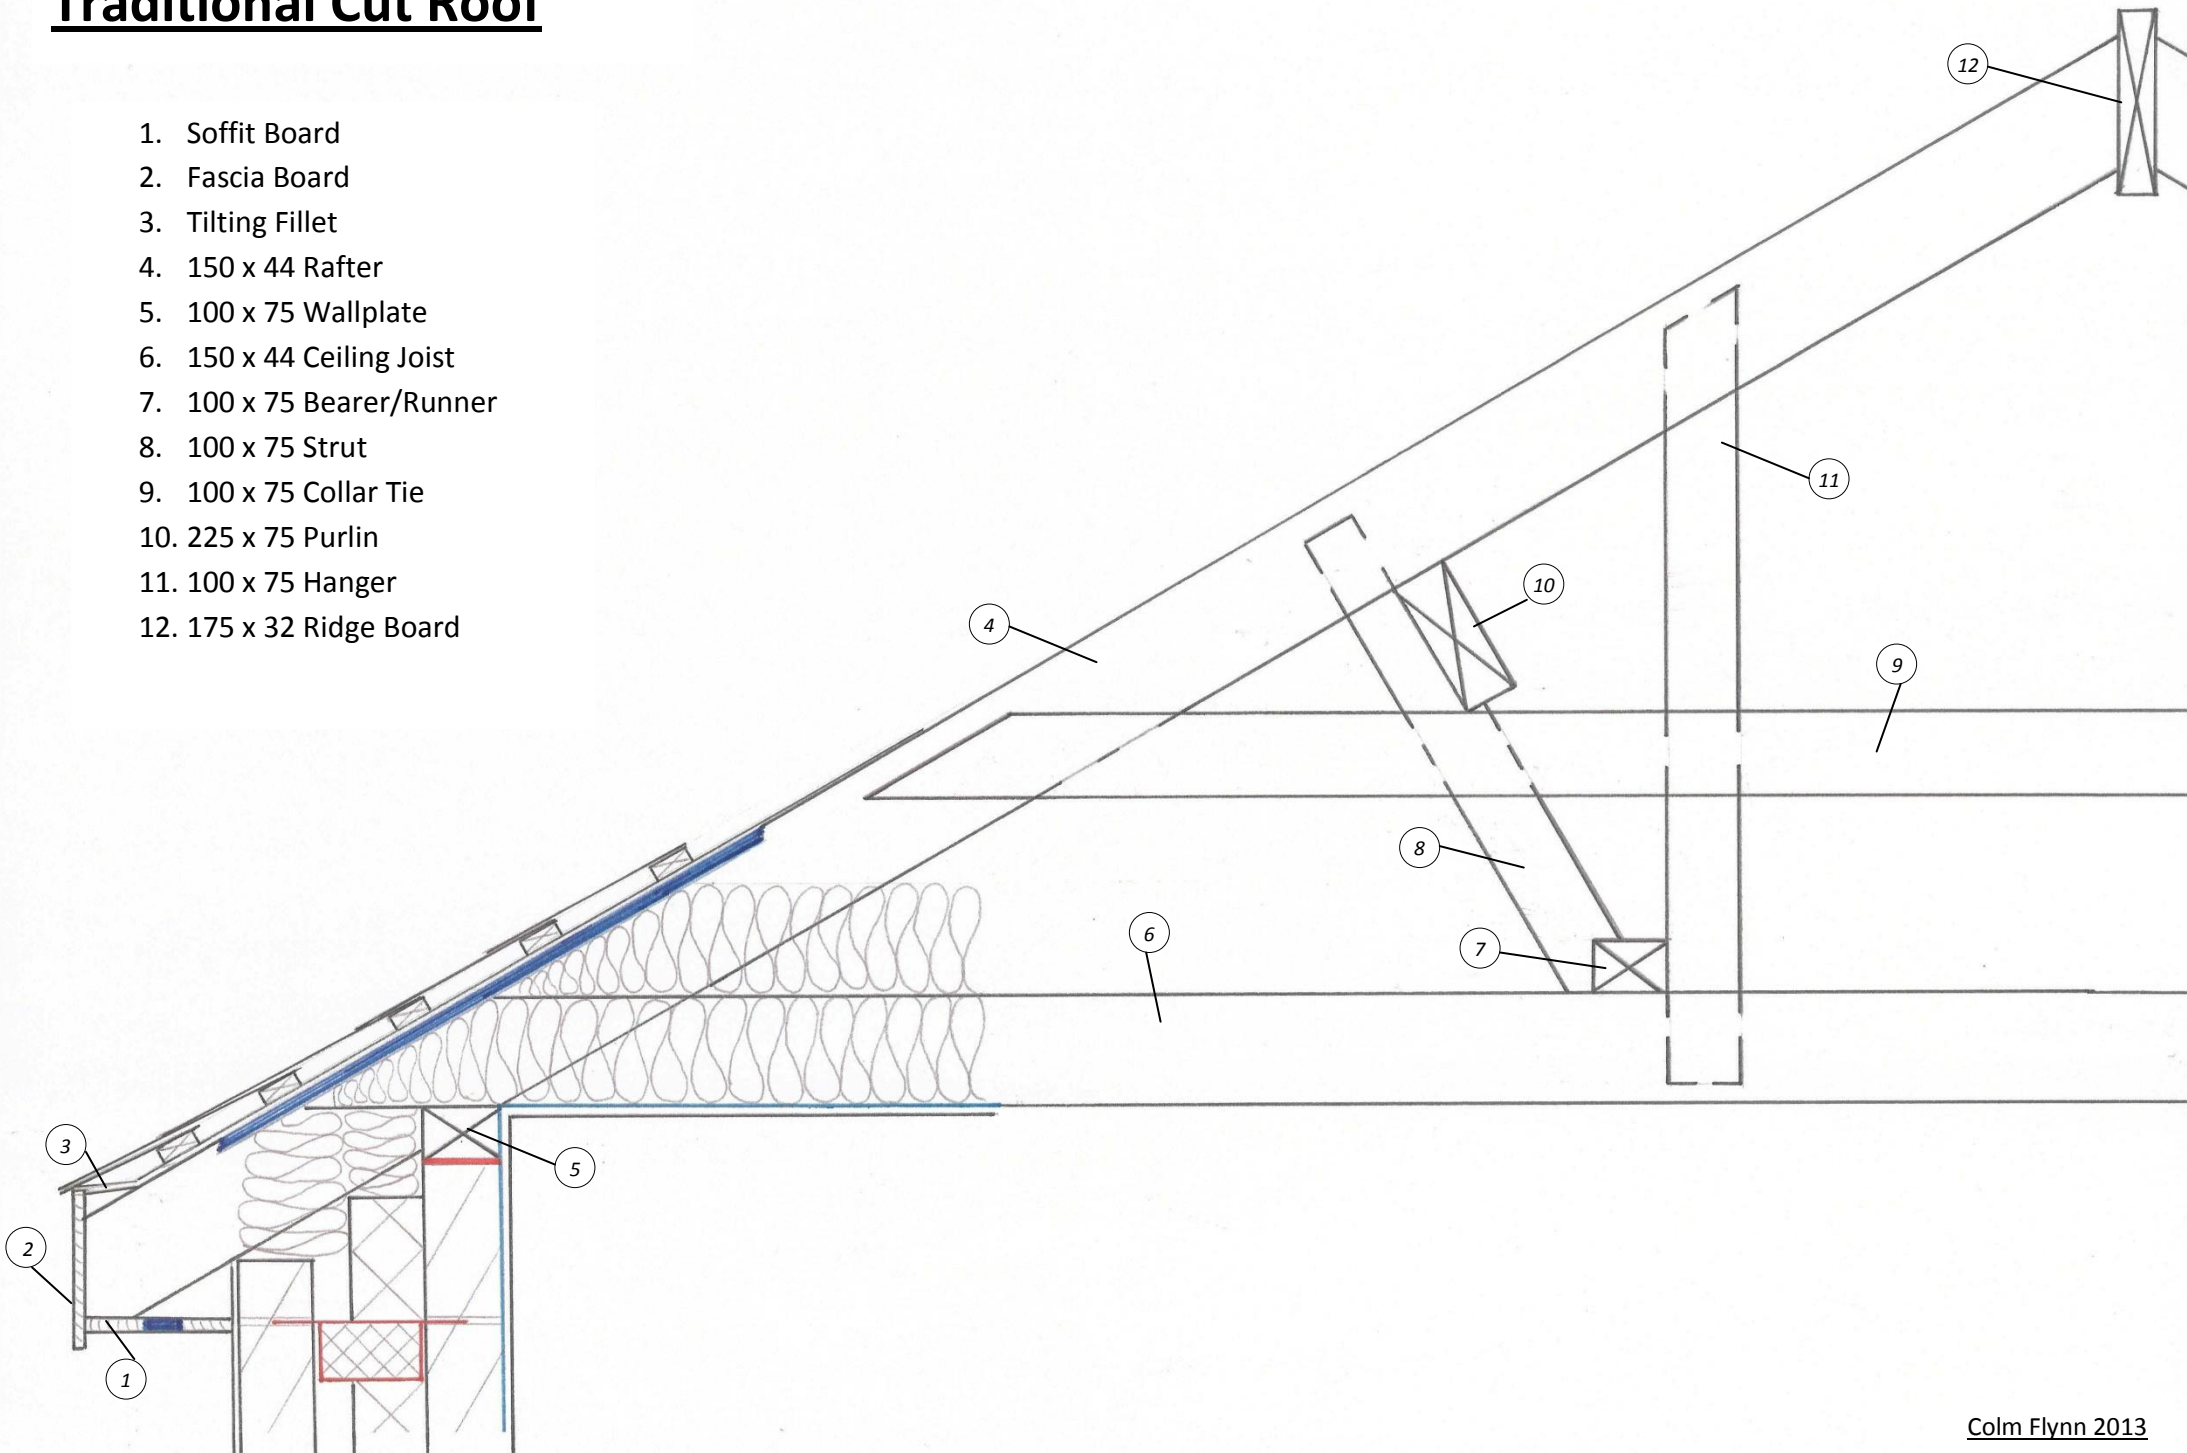 Traditional Cut Roof
1. Soffit Board
2. Fascia Board
3. Tilting Fillet
4. 150 x 44 Rafter
5. 100 x 75 Wallplate
6. 150 x 44 Ceiling Joist
7. 100 x 75 Bearer/Runner
8. 100 x 75 Strut
9. 100 x 75 Collar Tie
10. 225 x 75 Purlin
11. 100 x 75 Hanger
12. 175 x 32 Ridge Board
12
11
10
4
9
8
6
7
3
5
2
1
Colm Flynn 2013